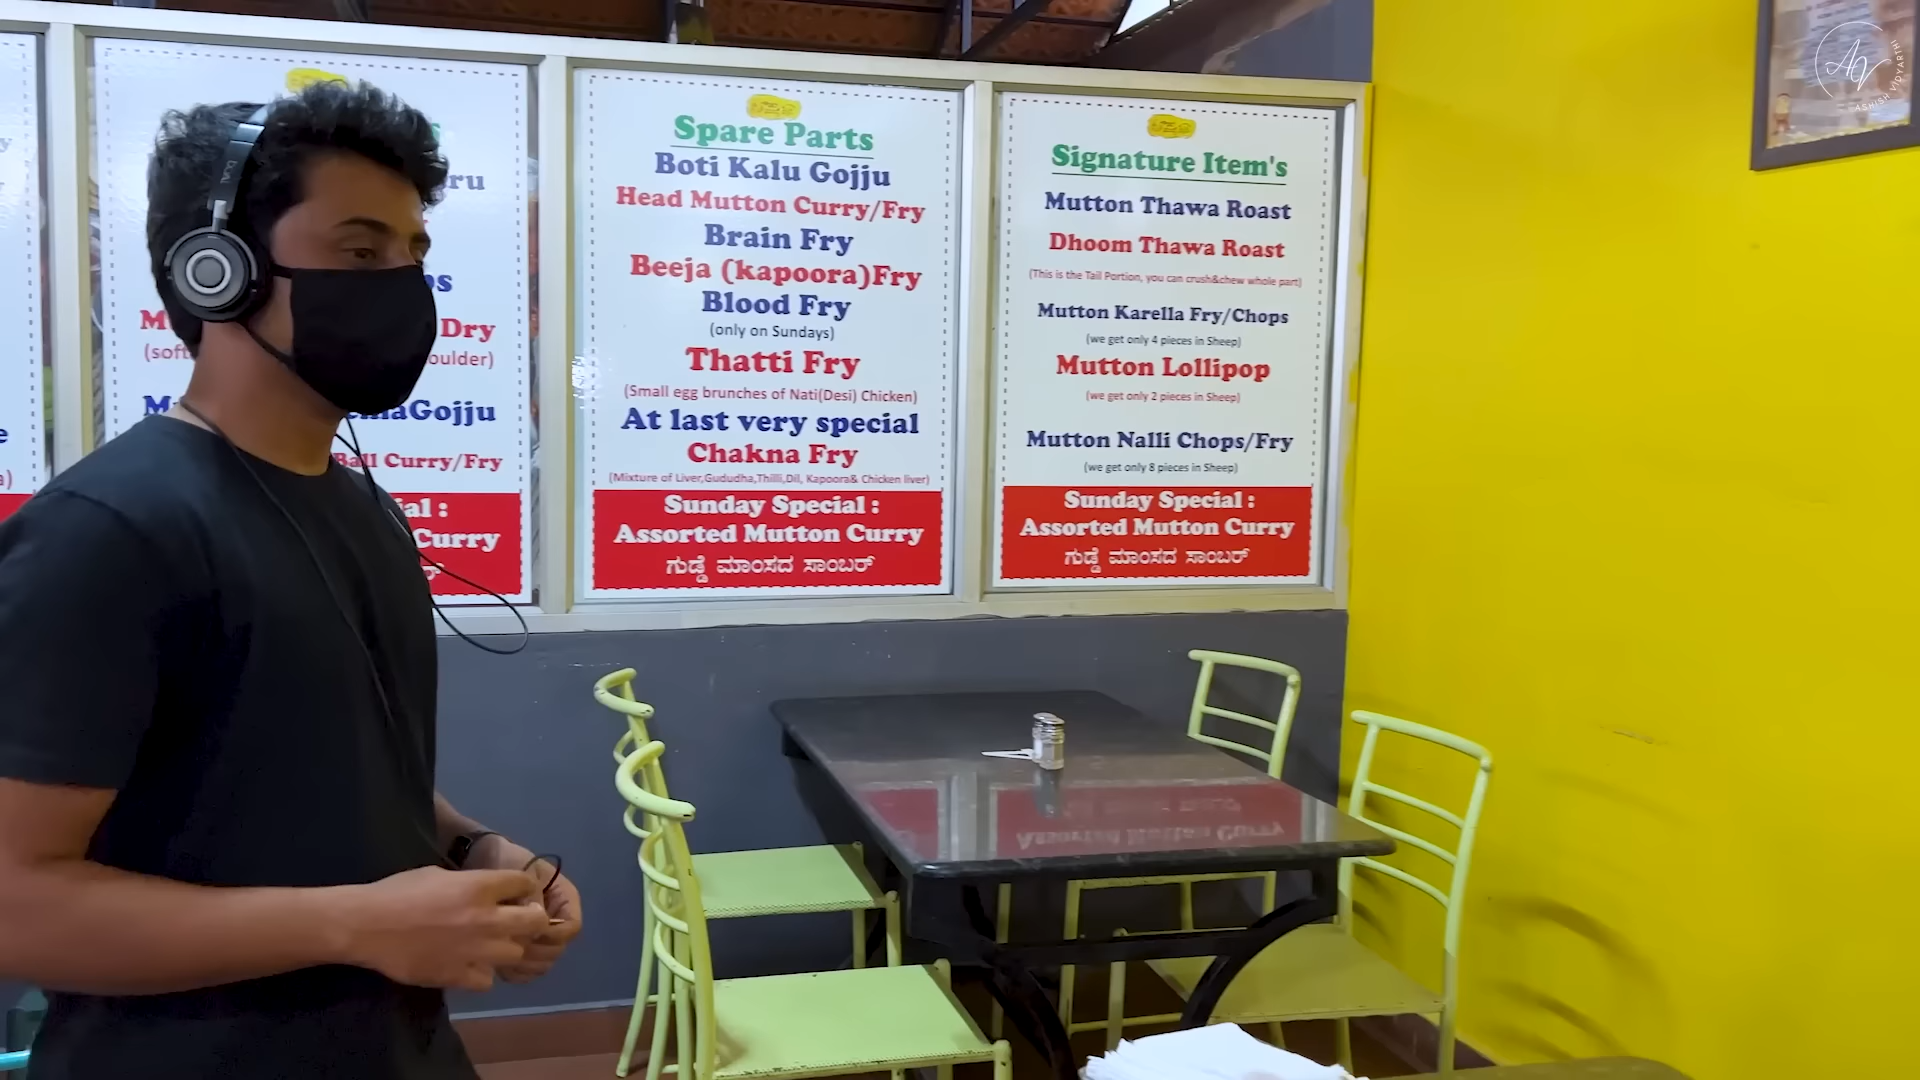 Dry
oulder)
Gojju
Ball Curry/Fry
Curry
Spare Parts
Boti Kalu Gojju
Head Mutton Curry/Fry
Brain Fry
Beeja (kapoora)Fry
Blood Fry
(only on Sundays)
Thatti Fry
(Small egg brunches of Nati(Desi) Chicken)
At last very special
Chakna Fry
(Mixture of Liver,Gududha,Thilli,Dil, Kapoora& Chicken liver)
Sunday Special :
Assorted Mutton Curry
ಗುಡ್ಡೆ ಮಾಂಸದ ಸಾಂಬರ್
Signature Item's
Mutton Thawa Roast
Dhoom Thawa Roast
(This is the Tail Portion, you can crush&chew whole part)
Mutton Karella Fry/Chops
(we get only 4 pieces in Sheep)
Mutton Lollipop
(we get only 2 pieces in Sheep)
Mutton Nalli Chops/Fry
(we get only 8 pieces in Sheep)
Sunday Special :
Assorted Mutton Curry
ಗುಡ್ಡೆ ಮಾಂಸದ ಸಾಂಬರ್
AV
ASHISH VIDYARTHI